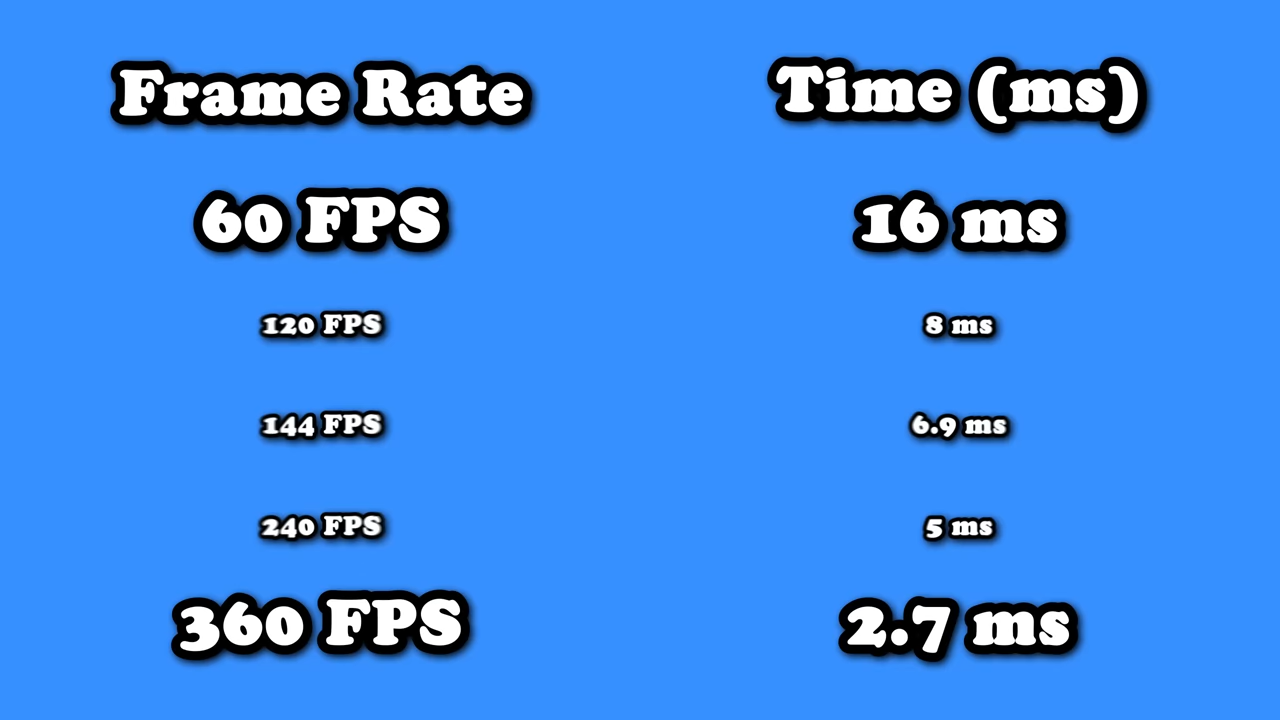 Frame Rate Time (ms)
60 FPS 16 ms
120 FPS 8 ms
144 FPS 6.9 ms
240 FPS 5 ms
360 FPS 2.7 ms